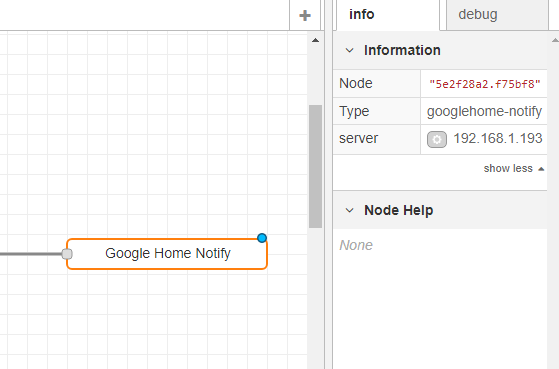 +
info debug
Information
Node "5e2f28a2.f75bf8"
Type googlehome-notify
server 192.168.1.193
show less
Google Home Notify
Node Help
None